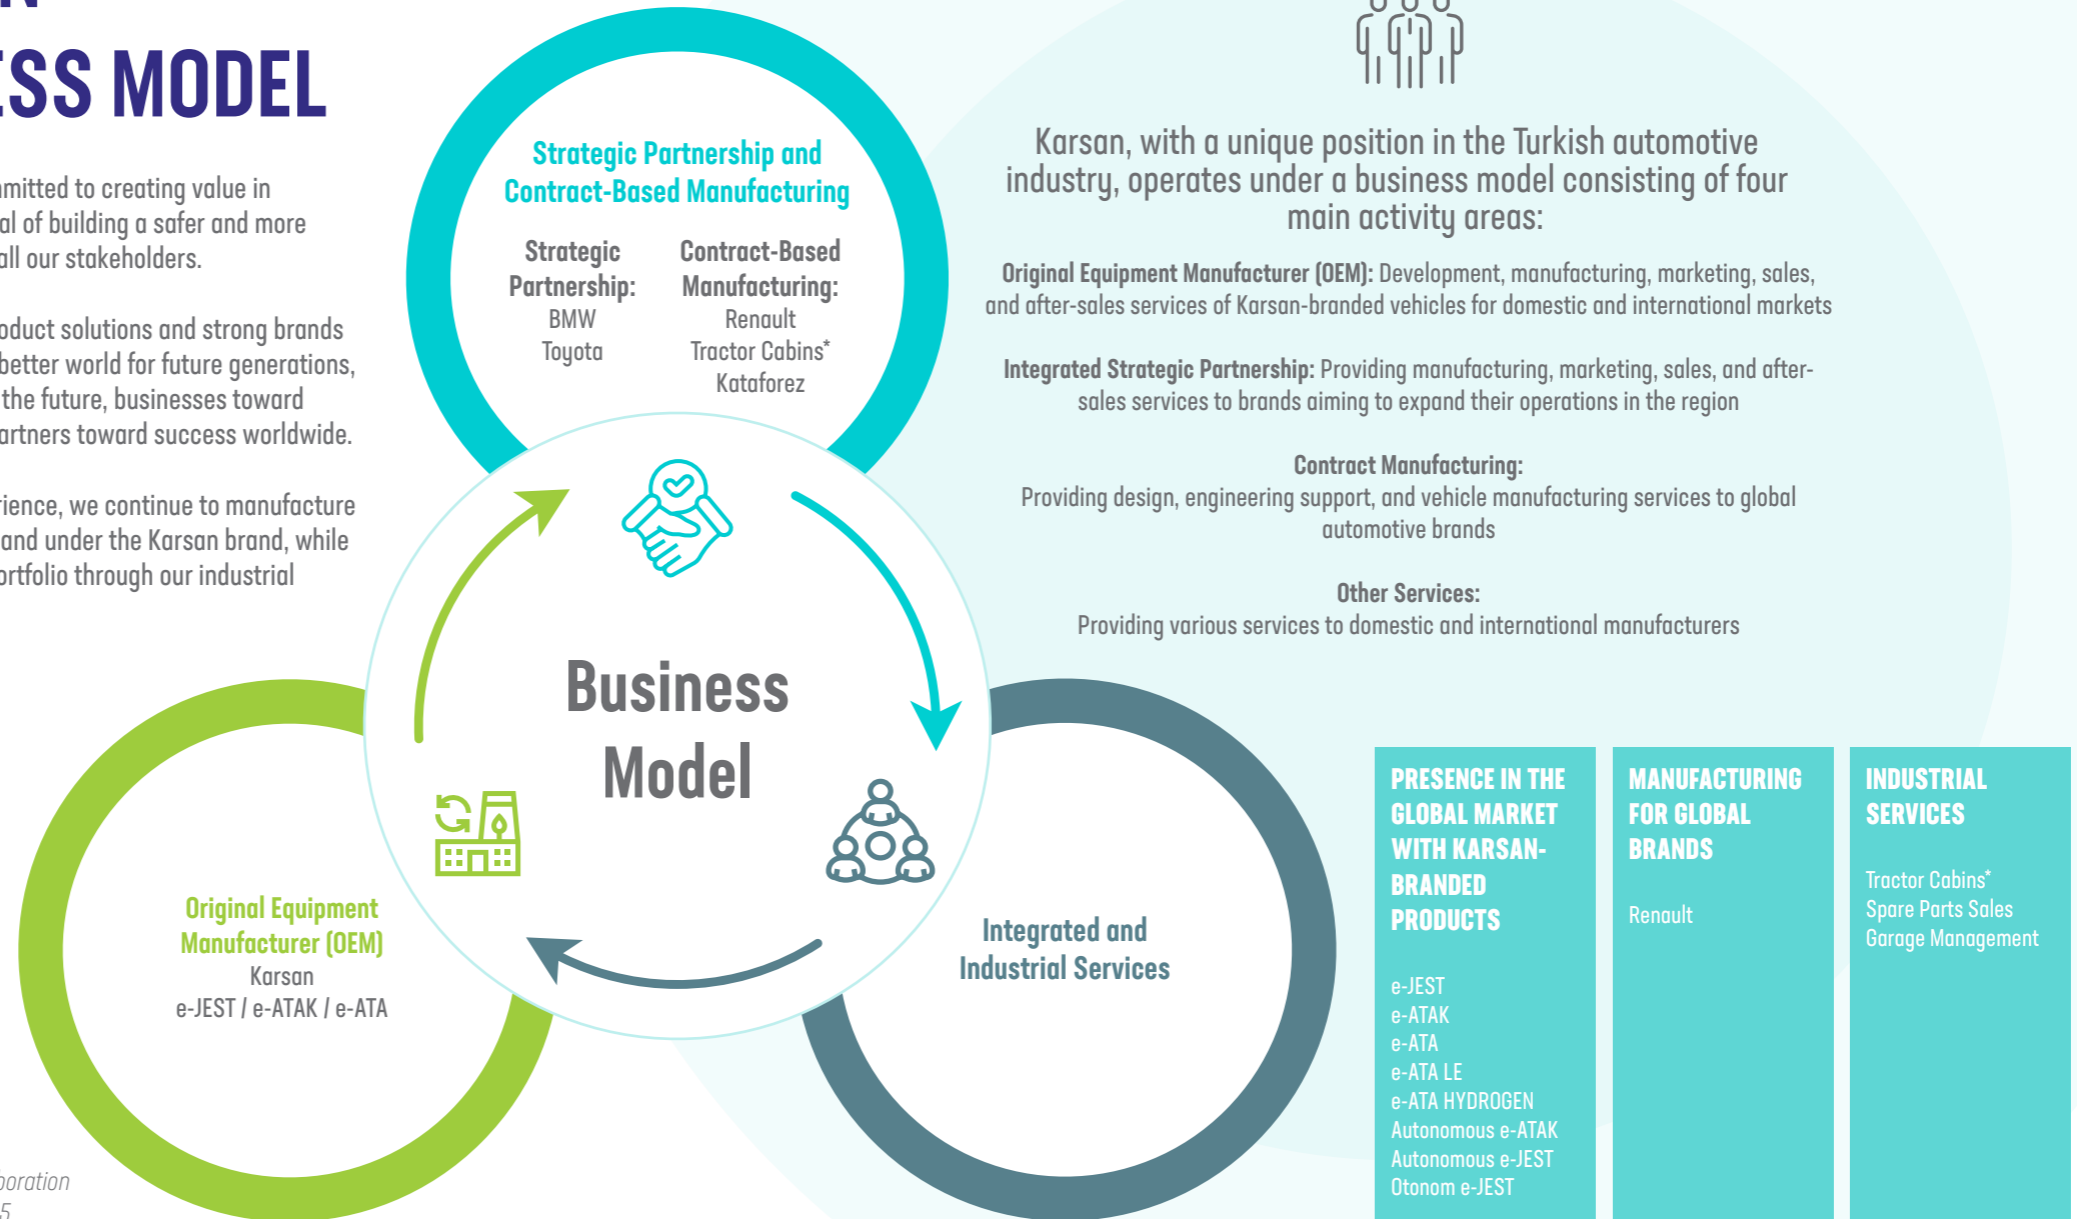 N
ESS MODEL
mmitted to creating value in
al of building a safer and more
all our stakeholders.
oduct solutions and strong brands
better world for future generations,
the future, businesses toward
artners toward success worldwide.
rience, we continue to manufacture
and under the Karsan brand, while
ortfolio through our industrial
Strategic Partnership and
Contract-Based Manufacturing
Strategic
Partnership:
BMW
Toyota
Contract-Based
Manufacturing:
Renault
Tractor Cabins*
Kataforez
Business
Model
Original Equipment
Manufacturer (OEM)
Karsan
e-JEST / e-ATAK / e-ATA
Integrated and
Industrial Services
boration
5
Karsan, with a unique position in the Turkish automotive
industry, operates under a business model consisting of four
main activity areas:
Original Equipment Manufacturer (OEM): Development, manufacturing, marketing, sales,
and after-sales services of Karsan-branded vehicles for domestic and international markets
Integrated Strategic Partnership: Providing manufacturing, marketing, sales, and after-
sales services to brands aiming to expand their operations in the region
Contract Manufacturing:
Providing design, engineering support, and vehicle manufacturing services to global
automotive brands
Other Services:
Providing various services to domestic and international manufacturers
PRESENCE IN THE
GLOBAL MARKET
WITH KARSAN-
BRANDED
PRODUCTS
e-JEST
e-ATAK
e-ATA
e-ATA LE
e-ATA HYDROGEN
Autonomous e-ATAK
Autonomous e-JEST
Otonom e-JEST
MANUFACTURING
FOR GLOBAL
BRANDS
Renault
INDUSTRIAL
SERVICES
Tractor Cabins*
Spare Parts Sales
Garage Management